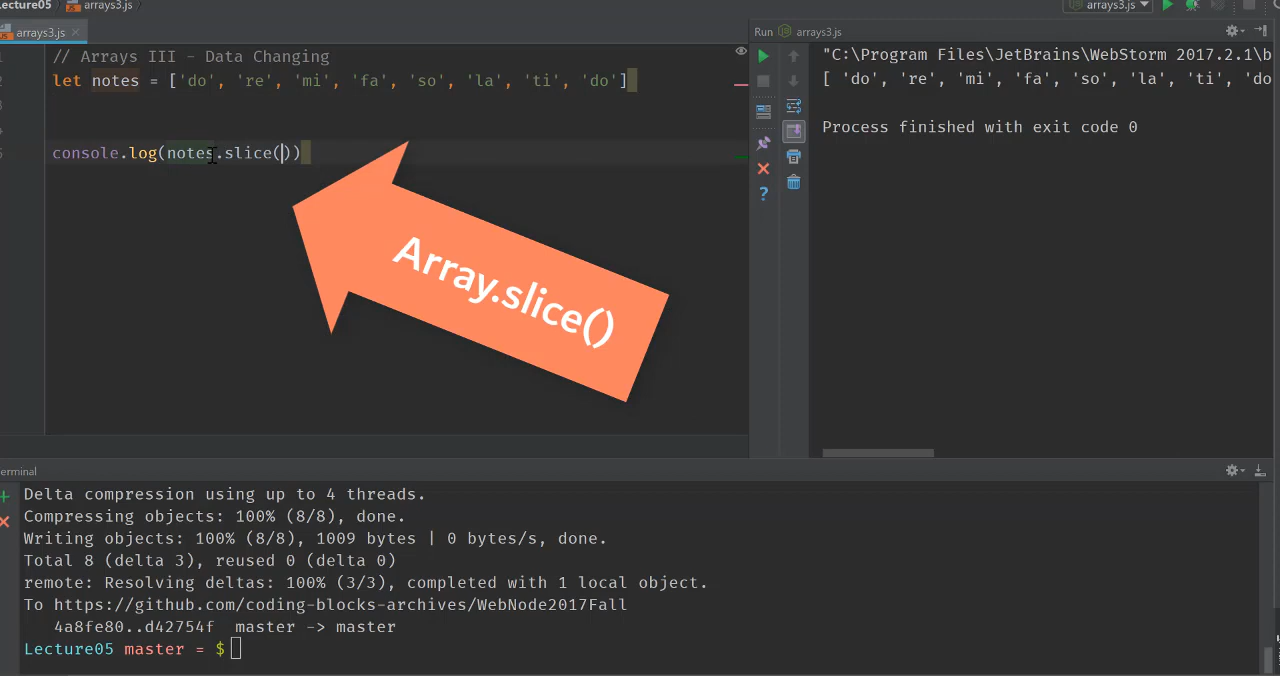 Lecture05 arrays3.js
arrays3.js
arrays3.js
// Arrays III - Data Changing
2 let notes = ['do', 're', 'mi', 'fa', 'so', 'la', 'ti', 'do']
console.log(notes.slice())
Array.slice()
Run arrays3.js
"C:\Program Files\JetBrains\WebStorm 2017.2.1\b
[ 'do', 're', 'mi', 'fa', 'so', 'la', 'ti', 'do
Process finished with exit code 0
erminal
Delta compression using up to 4 threads.
Compressing objects: 100% (8/8), done.
Writing objects: 100% (8/8), 1009 bytes | 0 bytes/s, done.
Total 8 (delta 3), reused 0 (delta 0)
remote: Resolving deltas: 100% (3/3), completed with 1 local object.
To https://github.com/coding-blocks-archives/WebNode2017Fall
4a8fe80..d42754f master -> master
Lecture05 master = $